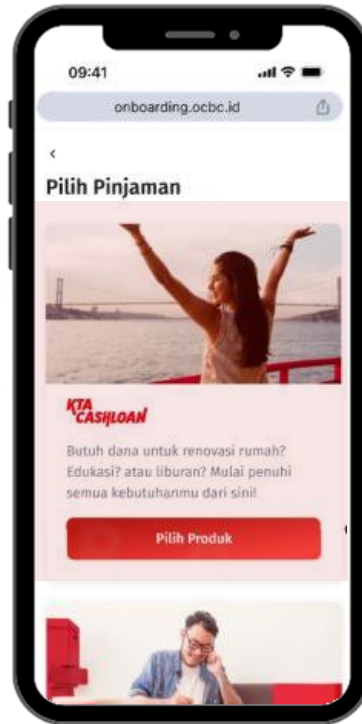 09:41
onboarding.ocbc.id
<
Pilih Pinjaman
KTA
CASHLOAN
Butuh dana untuk renovasi rumah?
Edukasi? atau liburan? Mulai penuhi
semua kebutuhanmu dari sini!
Pilih Produk